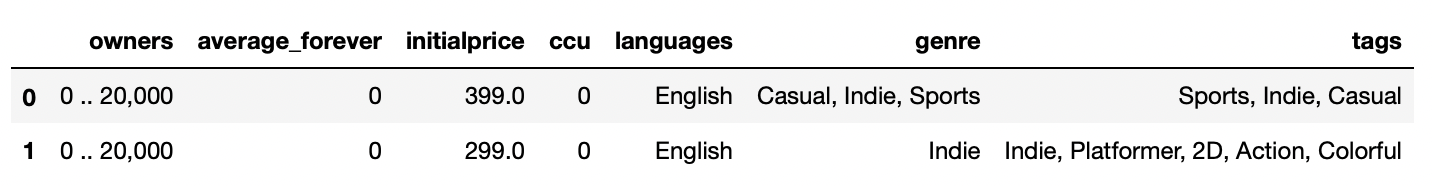 owners average_forever initialprice ccu languages genre tags
0 0 .. 20,000 0 399.0 0 English Casual, Indie, Sports Sports, Indie, Casual
1 0 .. 20,000 0 299.0 0 English Indie Indie, Platformer, 2D, Action, Colorful